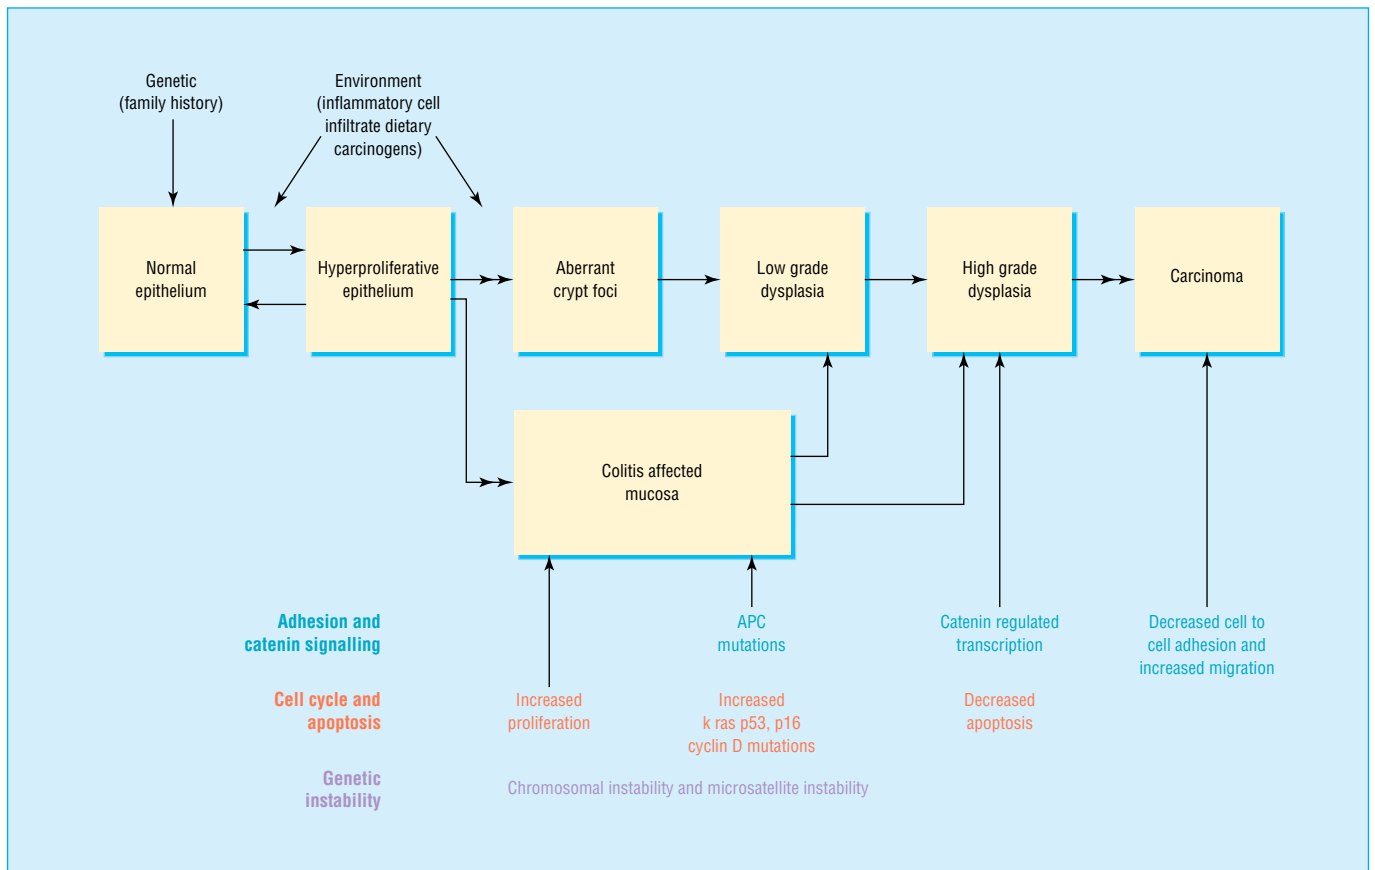 Genetic
(family history)
Environment
(inflammatory cell
infiltrate dietary
carcinogens)
Normal
epithelium
Hyperproliferative
epithelium
Aberrant
crypt foci
Low grade
dysplasia
High grade
dysplasia
Carcinoma
Colitis affected
mucosa
Adhesion and
catenin signalling
APC
mutations
Catenin regulated
transcription
Decreased cell to
cell adhesion and
increased migration
Cell cycle and
apoptosis
Increased
proliferation
Increased
k ras p53, p16
cyclin D mutations
Decreased
apoptosis
Genetic
instability
Chromosomal instability and microsatellite instability